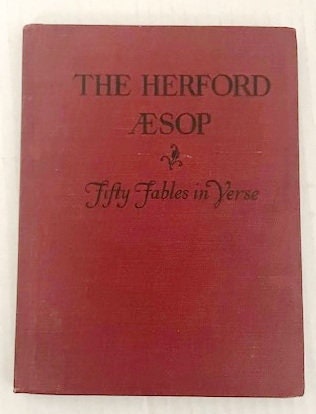 THE HERFORD
ÆSOP
Fifty Fables in Verse